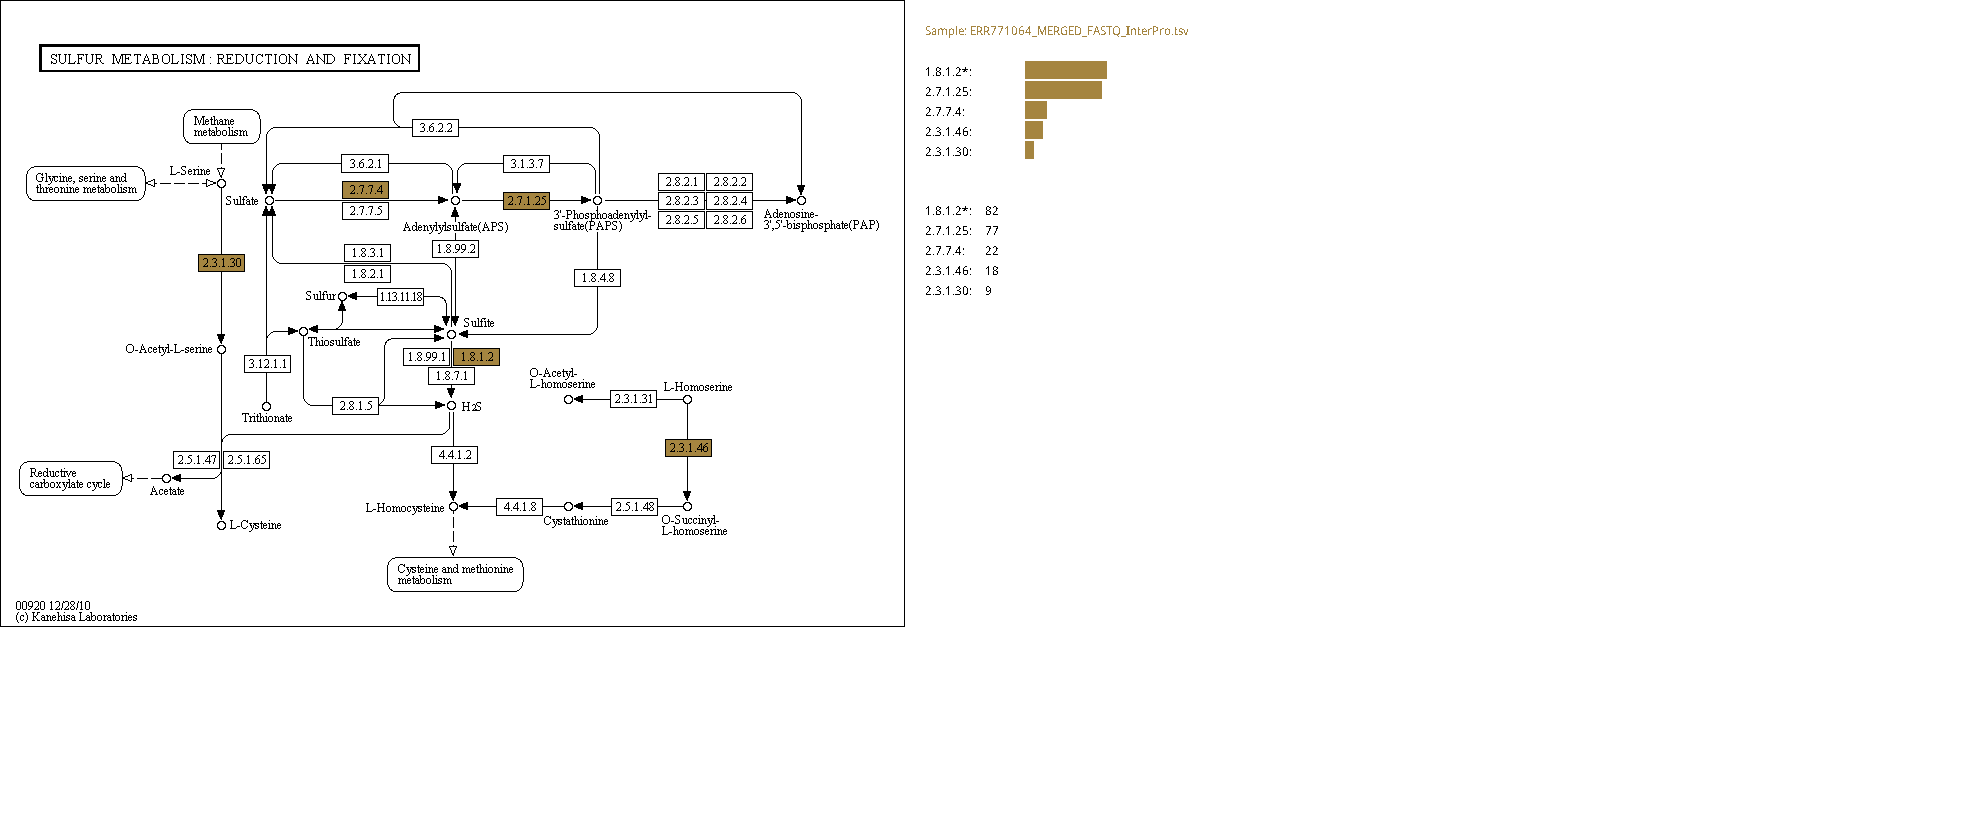 SULFUR METABOLISM : REDUCTION AND FIXATION
Methane
metabolism
3.6.2.2
L-Serine
3.6.2.1
3.1.3.7
Glycine, serine and
threonine metabolism
2.7.7.4
2.7.7.5
Sulfate
2.7.1.25
Adenylylsulfate(APS)
3'-Phosphoadenylyl-
sulfate(PAPS)
2.8.2.1
2.8.2.2
2.8.2.3
2.8.2.4
2.8.2.5
2.8.2.6
Adenosine-
3',5'-bisphosphate(PAP)
1.8.3.1
1.8.2.1
1.8.99.2
2.3.1.30
1.8.4.8
Sulfur
1.13.11.18
Sulfite
Thiosulfate
O-Acetyl-L-serine
3.12.1.1
1.8.99.1
1.8.1.2
1.8.7.1
O-Acetyl-
L-homoserine
L-Homoserine
2.3.1.31
2.8.1.5
H2S
Trithionate
2.3.1.46
2.5.1.47
2.5.1.65
4.4.1.2
Reductive
carboxylate cycle
Acetate
L-Homocysteine
4.4.1.8
2.5.1.48
Cystathionine
O-Succinyl-
L-homoserine
L-Cysteine
Cysteine and methionine
metabolism
00920 12/28/10
(c) Kanehisa Laboratories
Sample: ERR771064_MERGED_FASTQ_InterPro.tsv
1.8.1.2*:
2.7.1.25:
2.7.7.4:
2.3.1.46:
2.3.1.30:
1.8.1.2*: 82
2.7.1.25: 77
2.7.7.4: 22
2.3.1.46: 18
2.3.1.30: 9